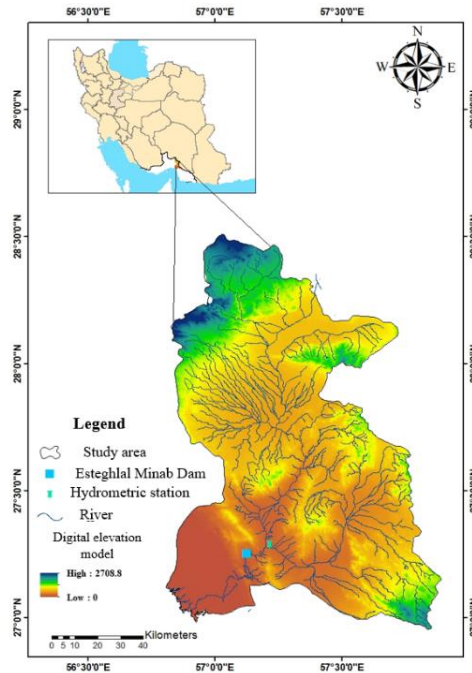 56°30'0"E 57°0'0"E 57°30'0"E
N
W E
S
29°0'0"N
28°30'0"N
28°0'0"N
27°30'0"N
27°0'0"N
Legend
Study area
Esteghlal Minab Dam
Hydrometric station
River
Digital elevation
model
High : 2708.8
Low : 0
0 5 10 20 30 40 Kilometers
56°30'0"E 57°0'0"E 57°30'0"E